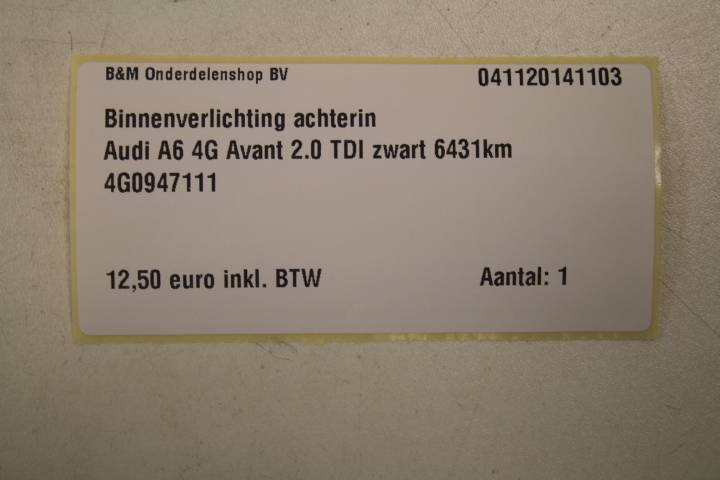 B&M Onderdelenshop BV 041120141103
Binnenverlichting achterin
Audi A6 4G Avant 2.0 TDI zwart 6431km
4G0947111
12,50 euro inkl. BTW Aantal: 1